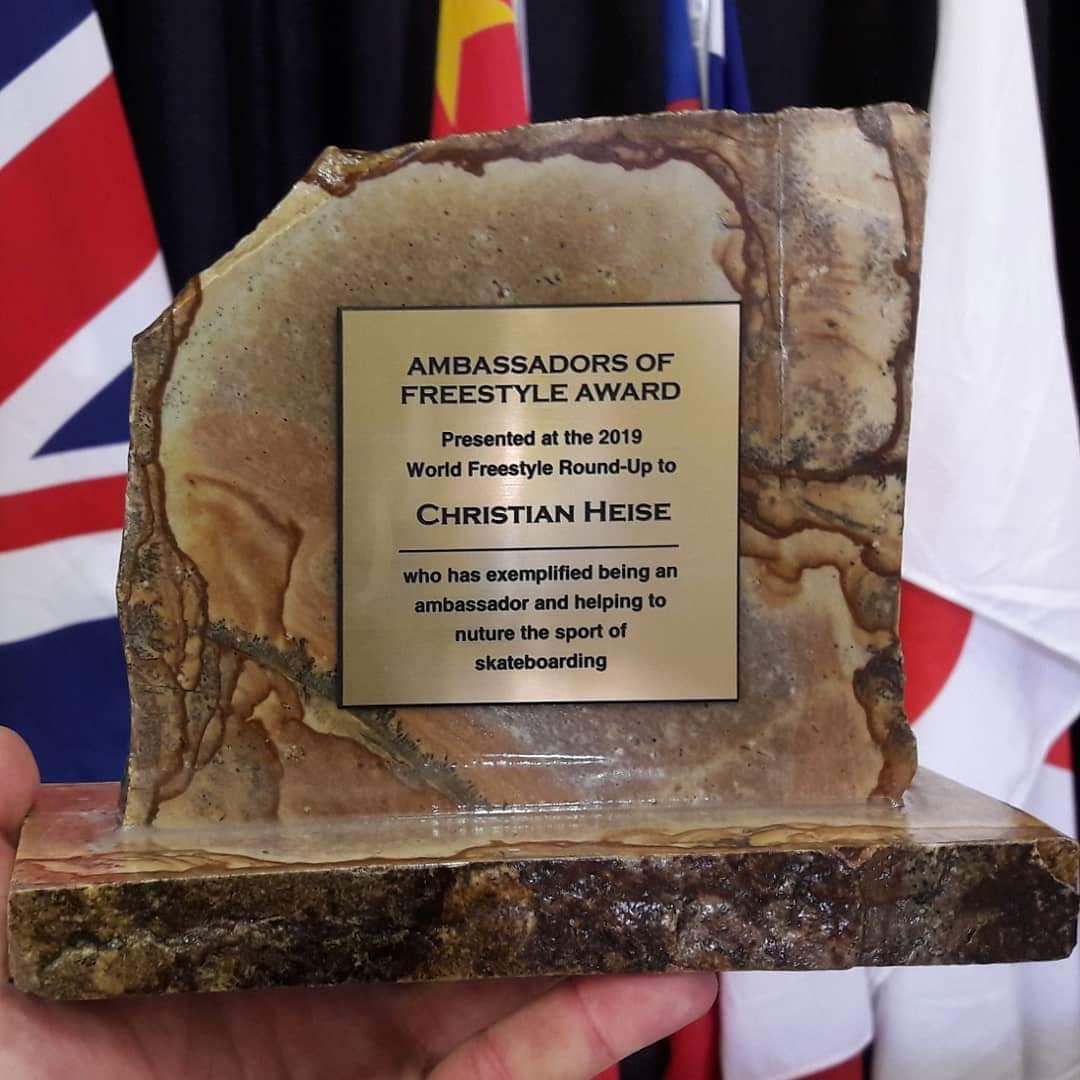 AMBASSADORS OF
FREESTYLE AWARD
Presented at the 2019
World Freestyle Round-Up to
CHRISTIAN HEISE
who has exemplified being an
ambassador and helping to
nuture the sport of
skateboarding